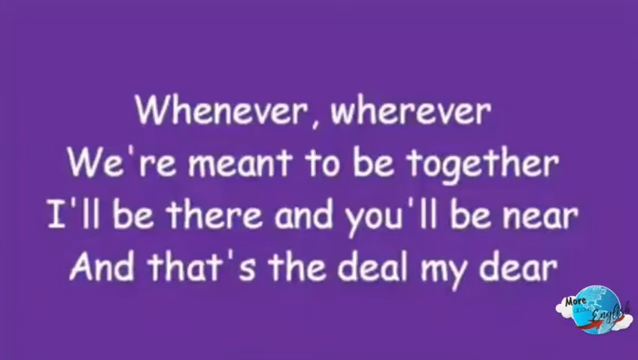 Whenever, wherever
We're meant to be together
I'll be there and you'll be near
And that's the deal my dear
More
English